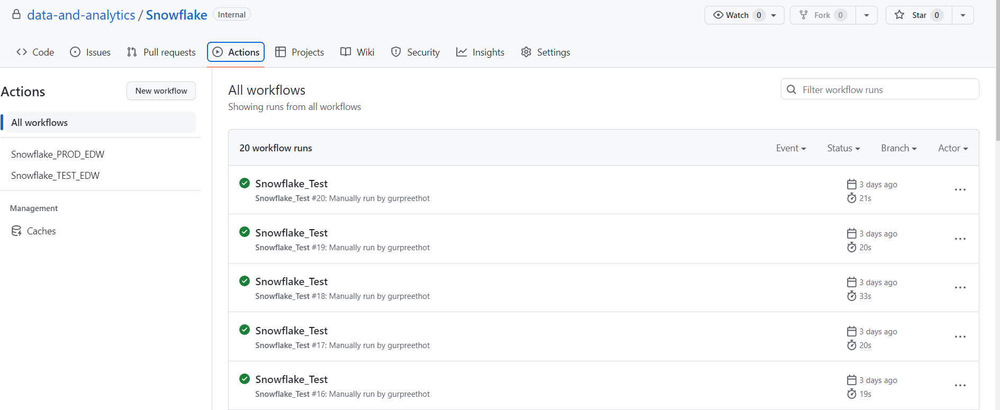 data-and-analytics / Snowflake Internal
Watch 0 Fork 0 Star 0
Code Issues Pull requests Actions Projects Wiki Security Insights Settings
Actions New workflow
All workflows
Snowflake_PROD_EDW
Snowflake_TEST_EDW
Management
Caches
All workflows
Showing runs from all workflows
Filter workflow runs
20 workflow runs Event Status Branch Actor
Snowflake_Test 3 days ago
Snowflake_Test #20: Manually run by gurpreethot 21s
Snowflake_Test 3 days ago
Snowflake_Test #19: Manually run by gurpreethot 20s
Snowflake_Test 3 days ago
Snowflake_Test #18: Manually run by gurpreethot 33s
Snowflake_Test 3 days ago
Snowflake_Test #17: Manually run by gurpreethot 20s
Snowflake_Test 3 days ago
Snowflake_Test #16: Manually run by gurpreethot 19s